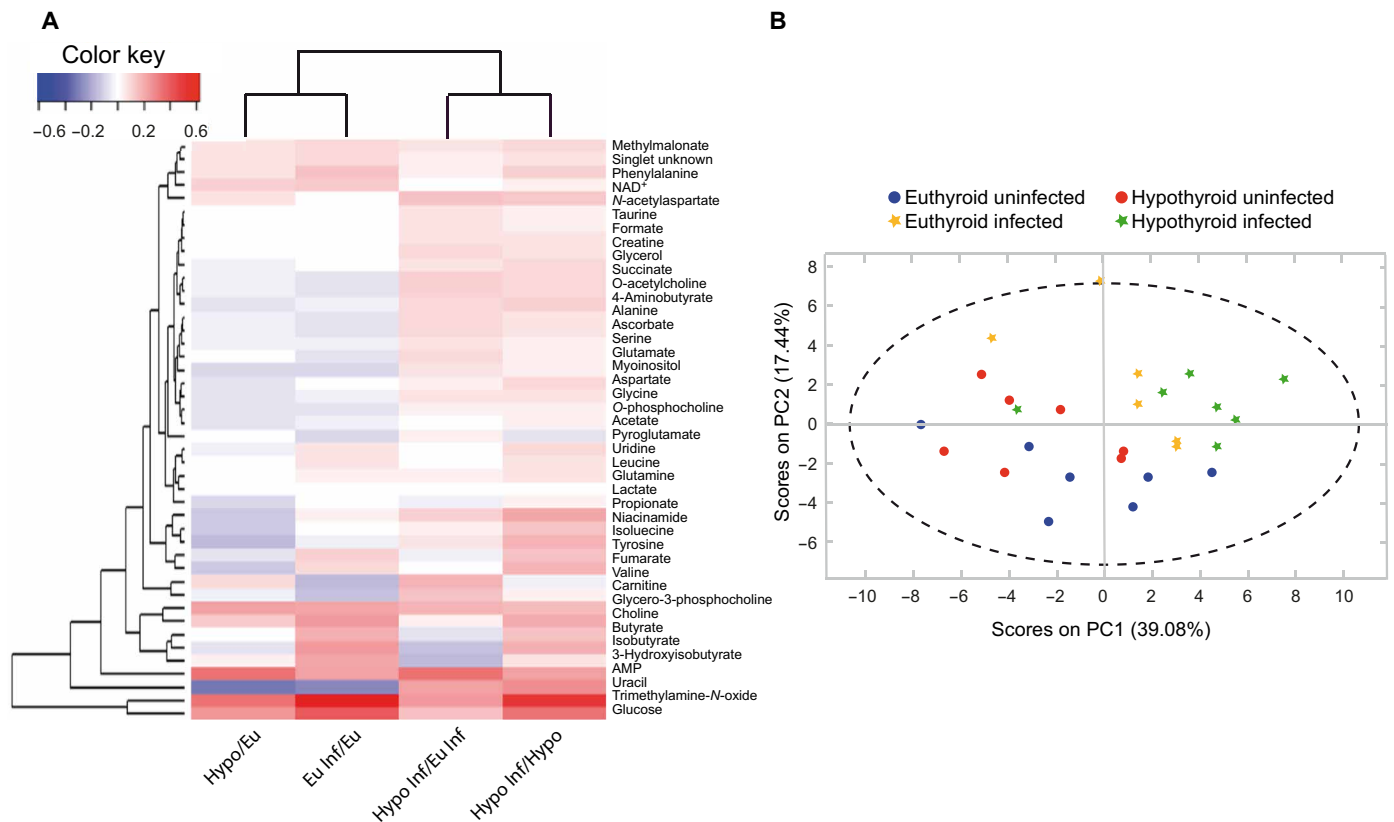 A
Color key
−0.6 −0.2 0.2 0.6
Methylmalonate
Singlet unknown
Phenylalanine
NAD+
N-acetylaspartate
Taurine
Formate
Creatine
Glycerol
Succinate
O-acetylcholine
4-Aminobutyrate
Alanine
Ascorbate
Serine
Glutamate
Myoinositol
Aspartate
Glycine
O-phosphocholine
Acetate
Pyroglutamate
Uridine
Leucine
Glutamine
Lactate
Propionate
Niacinamide
Isoluecine
Tyrosine
Fumarate
Valine
Carnitine
Glycero-3-phosphocholine
Choline
Butyrate
Isobutyrate
3-Hydroxyisobutyrate
AMP
Uracil
Trimethylamine-N-oxide
Glucose
Hypo/Eu
Eu Inf/Eu
Hypo Inf/Eu Inf
Hypo Inf/Hypo
B
Euthyroid uninfected Hypothyroid uninfected
Euthyroid infected Hypothyroid infected
Scores on PC2 (17.44%)
8
6
4
2
0
−2
−4
−6
−10 −8 −6 −4 −2 0 2 4 6 8 10
Scores on PC1 (39.08%)